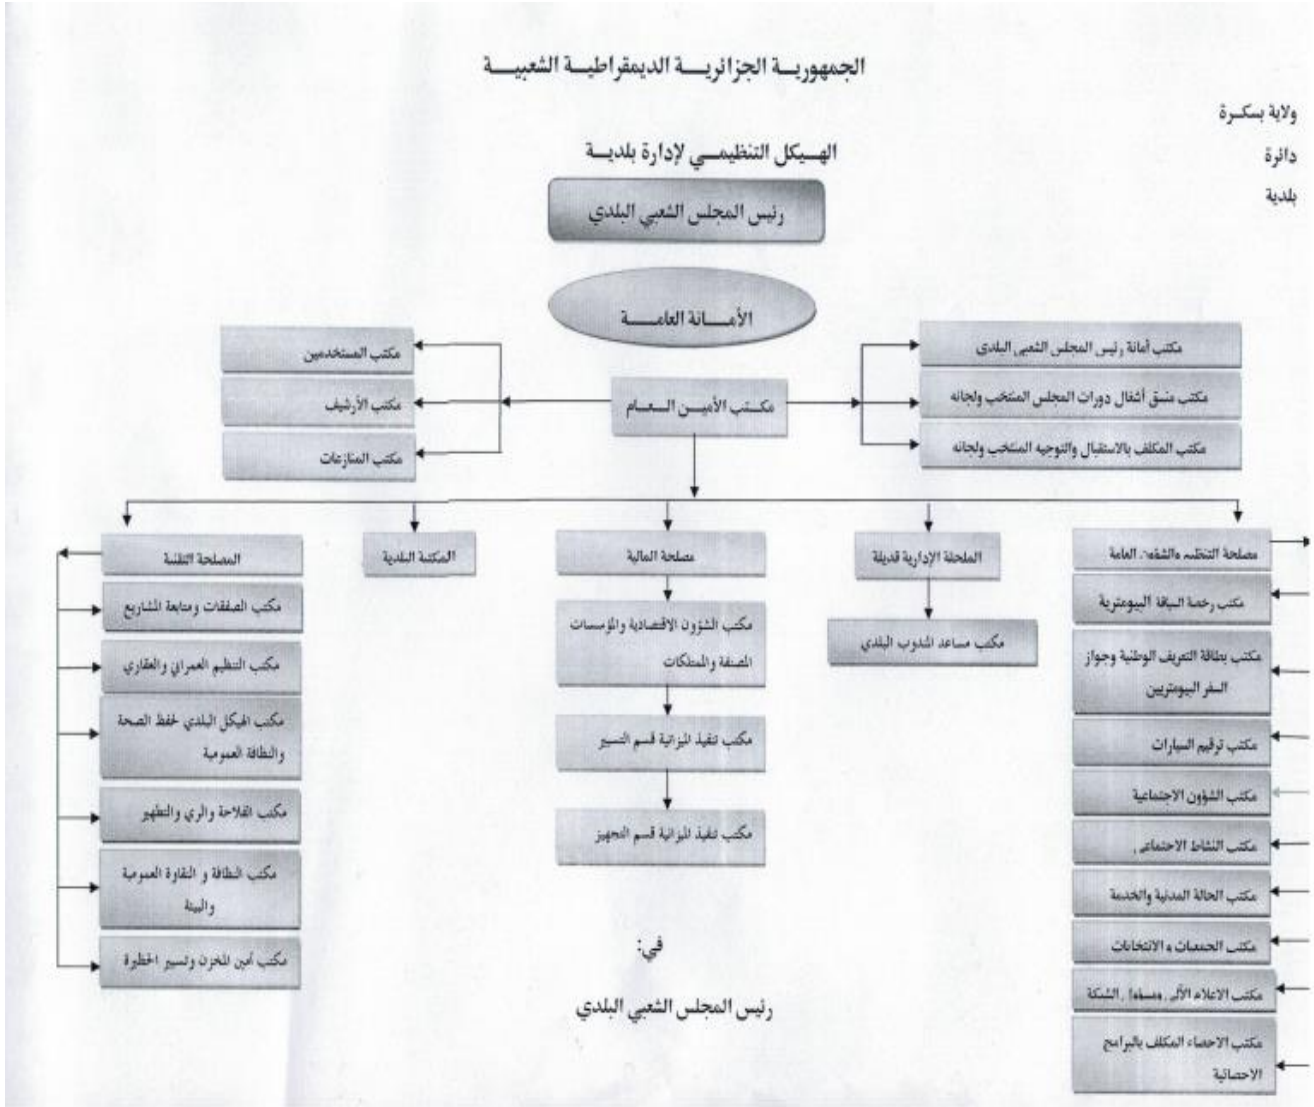 الجمهورية الجزائرية الديمقراطية الشعبية
ولاية بسكرة
دائرة
بلدية
الهيكل التنظيمي لإدارة بلدية
رئيس المجلس الشعبي البلدي
الأمانة العامة
مكتب أمانة رئيس المجلس الشعبي البلدي
مكتب منسق أشغال دورات المجلس المنتخب ولجانه
مكتب المكلف بالاستقبال والتوجيه المنتخب ولجانه
مكتب الأمين العام
مكتب المستخدمين
مكتب الأرشيف
مكتب المنازعات
مصلحة التنظيم والشؤون العامة
مكتب رخصة السياقة البيومترية
مكتب بطاقة التعريف الوطنية وجواز
السفر البيومتريين
مكتب ترقيم السيارات
مكتب الشؤون الاجتماعية
مكتب النشاط الاجتماعي
مكتب الحالة المدنية والخدمة
مكتب الجمعيات و الانتخابات
مكتب الاعلام الآلي ومسؤول الشبكة
مكتب الاحصاء المكلف بالبرامج
الاحصائية
الملحقة الإدارية قديلة
مكتب مساعد المندوب البلدي
مصلحة المالية
مكتب الشؤون الاقتصادية والمؤسسات
المصنفة والممتلكات
مكتب تنفيذ الميزانية قسم التسيير
مكتب تنفيذ الميزانية قسم التجهيز
المكتبة البلدية
المصلحة التقنية
مكتب الصفقات ومتابعة المشاريع
مكتب التنظيم العمراني والعقاري
مكتب الهيكل البلدي لحفظ الصحة
والنظافة العمومية
مكتب الفلاحة والري والتطهير
مكتب النظافة و النقاوة العمومية
والبيئة
مكتب أمين المخزن وتسيير الحظيرة
في:
رئيس المجلس الشعبي البلدي